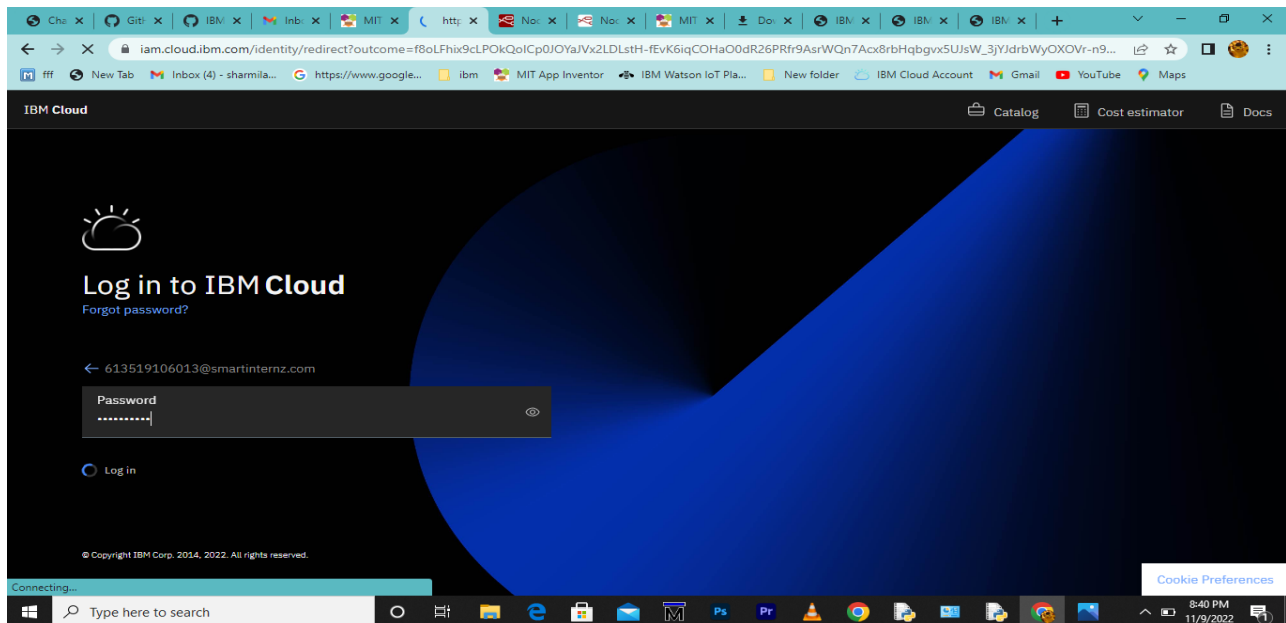 Cha Git IBM Inb MIT http Noc Noc MIT Dov IBM IBM IBM
iam.cloud.ibm.com/identity/redirect?outcome=
fff New Tab Inbox (4) - sharmila... https://www.google... ibm MIT App Inventor IBM Watson IoT Pla... New folder IBM Cloud Account Gmail YouTube Maps
IBM Cloud Catalog Cost estimator Docs
Log in to IBM Cloud
Forgot password?
← 613519106013@smartinternz.com
Password
Log in
© Copyright IBM Corp. 2014, 2022. All rights reserved.
Cookie Preferences
Connecting...
Type here to search Ps Pr 8:40 PM
11/9/2022